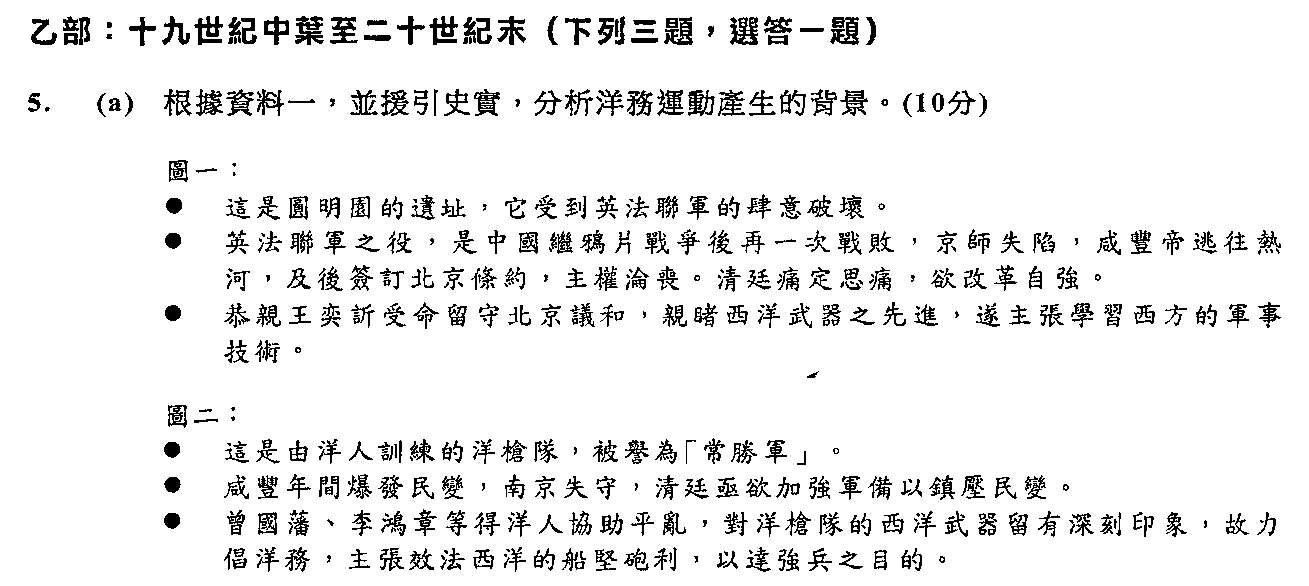 乙部：十九世紀中葉至二十世紀末（下列三題，選答一題）
5. (a) 根據資料一，並援引史實，分析洋務運動產生的背景。(10分)
圖一：
● 這是圓明園的遺址，它受到英法聯軍的肆意破壞。
● 英法聯軍之役，是中國繼鴉片戰爭後再一次戰敗，京師失陷，咸豐帝逃往熱
河，及後簽訂北京條約，主權淪喪。清廷痛定思痛，欲改革自強。
● 恭親王奕訢受命留守北京議和，親睹西洋武器之先進，遂主張學習西方的軍事
技術。
圖二：
● 這是由洋人訓練的洋槍隊，被譽為「常勝軍」。
● 咸豐年間爆發民變，南京失守，清廷亟欲加強軍備以鎮壓民變。
● 曾國藩、李鴻章等得洋人協助平亂，對洋槍隊的西洋武器留有深刻印象，故力
倡洋務，主張效法西洋的船堅砲利，以達強兵之目的。